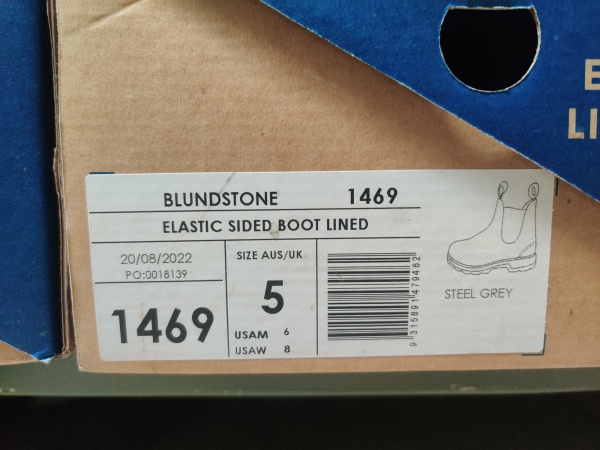 E
LI
BLUNDSTONE 1469
ELASTIC SIDED BOOT LINED
20/08/2022
PO:0018139
1469
SIZE AUS/UK
5
USAM 6
USAW 8
9 315891 479462
STEEL GREY